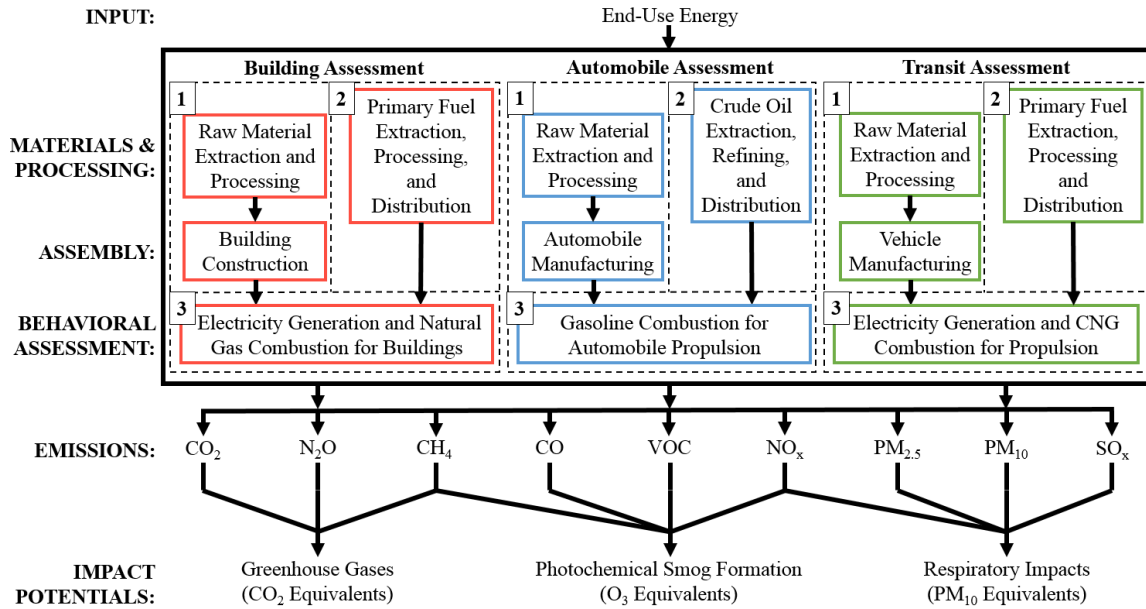 INPUT:
End-Use Energy
Building Assessment
Automobile Assessment
Transit Assessment
MATERIALS &
PROCESSING:
1
Raw Material
Extraction and
Processing
2
Primary Fuel
Extraction,
Processing,
and
Distribution
1
Raw Material
Extraction and
Processing
2
Crude Oil
Extraction,
Refining,
and
Distribution
1
Raw Material
Extraction and
Processing
2
Primary Fuel
Extraction,
Processing
and
Distribution
ASSEMBLY:
Building
Construction
Automobile
Manufacturing
Vehicle
Manufacturing
BEHAVIORAL
ASSESSMENT:
3
Electricity Generation and Natural
Gas Combustion for Buildings
3
Gasoline Combustion for
Automobile Propulsion
3
Electricity Generation and CNG
Combustion for Propulsion
EMISSIONS:
CO₂
N₂O
CH₄
CO
VOC
NOₓ
PM₂.₅
PM₁₀
SOₓ
IMPACT
POTENTIALS:
Greenhouse Gases
(CO₂ Equivalents)
Photochemical Smog Formation
(O₃ Equivalents)
Respiratory Impacts
(PM₁₀ Equivalents)